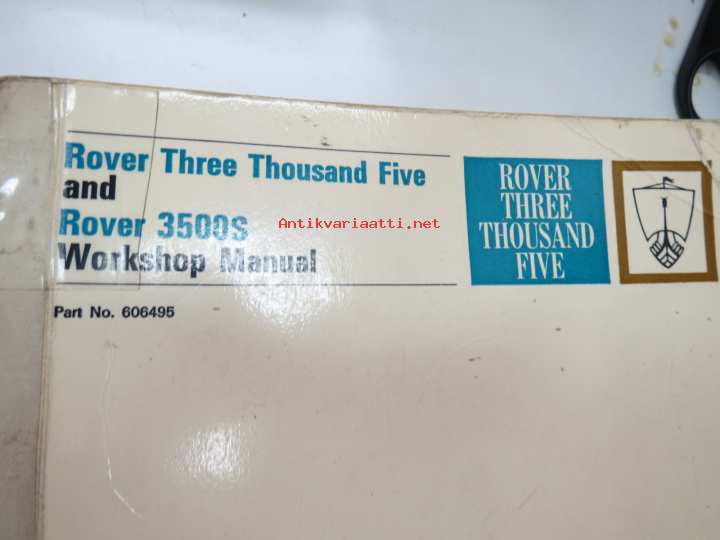 Rover Three Thousand Five
and
Rover 3500S
Workshop Manual
Part No. 606495
ROVER
THREE
THOUSAND
FIVE
Antikvariaatti.net